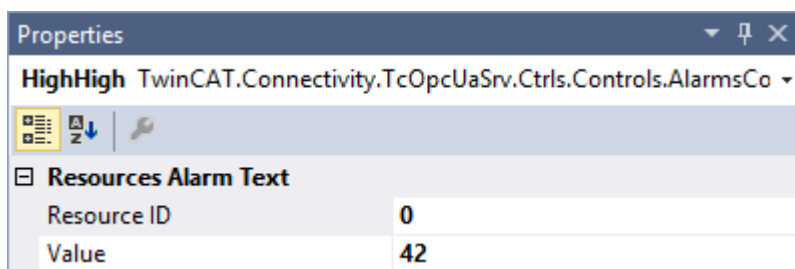 Properties
HighHigh TwinCAT.Connectivity.TcOpcUaSrv.Ctrls.Controls.AlarmsCo
Resources Alarm Text
Resource ID 0
Value 42